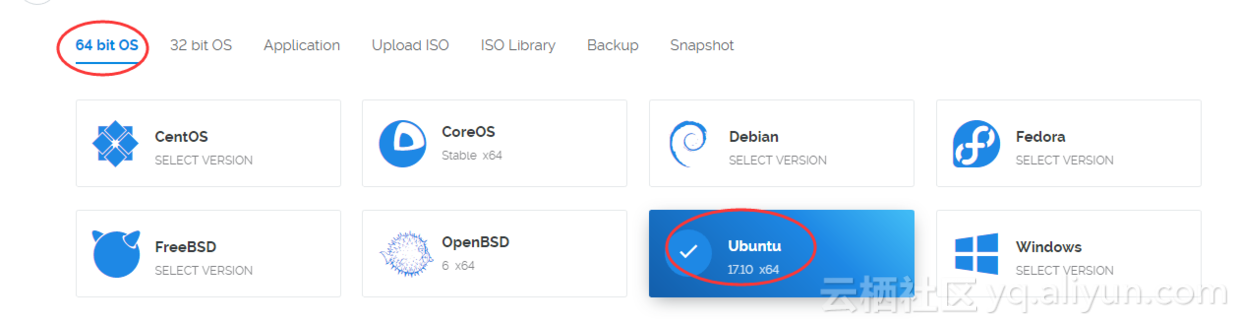 64 bit OS 32 bit OS Application Upload ISO ISO Library Backup Snapshot
CentOS
SELECT VERSION
CoreOS
Stable x64
Debian
SELECT VERSION
Fedora
SELECT VERSION
FreeBSD
SELECT VERSION
OpenBSD
6 x64
Ubuntu
17.10 x64
Windows
SELECT VERSION
云栖社区 yq.aliyun.com